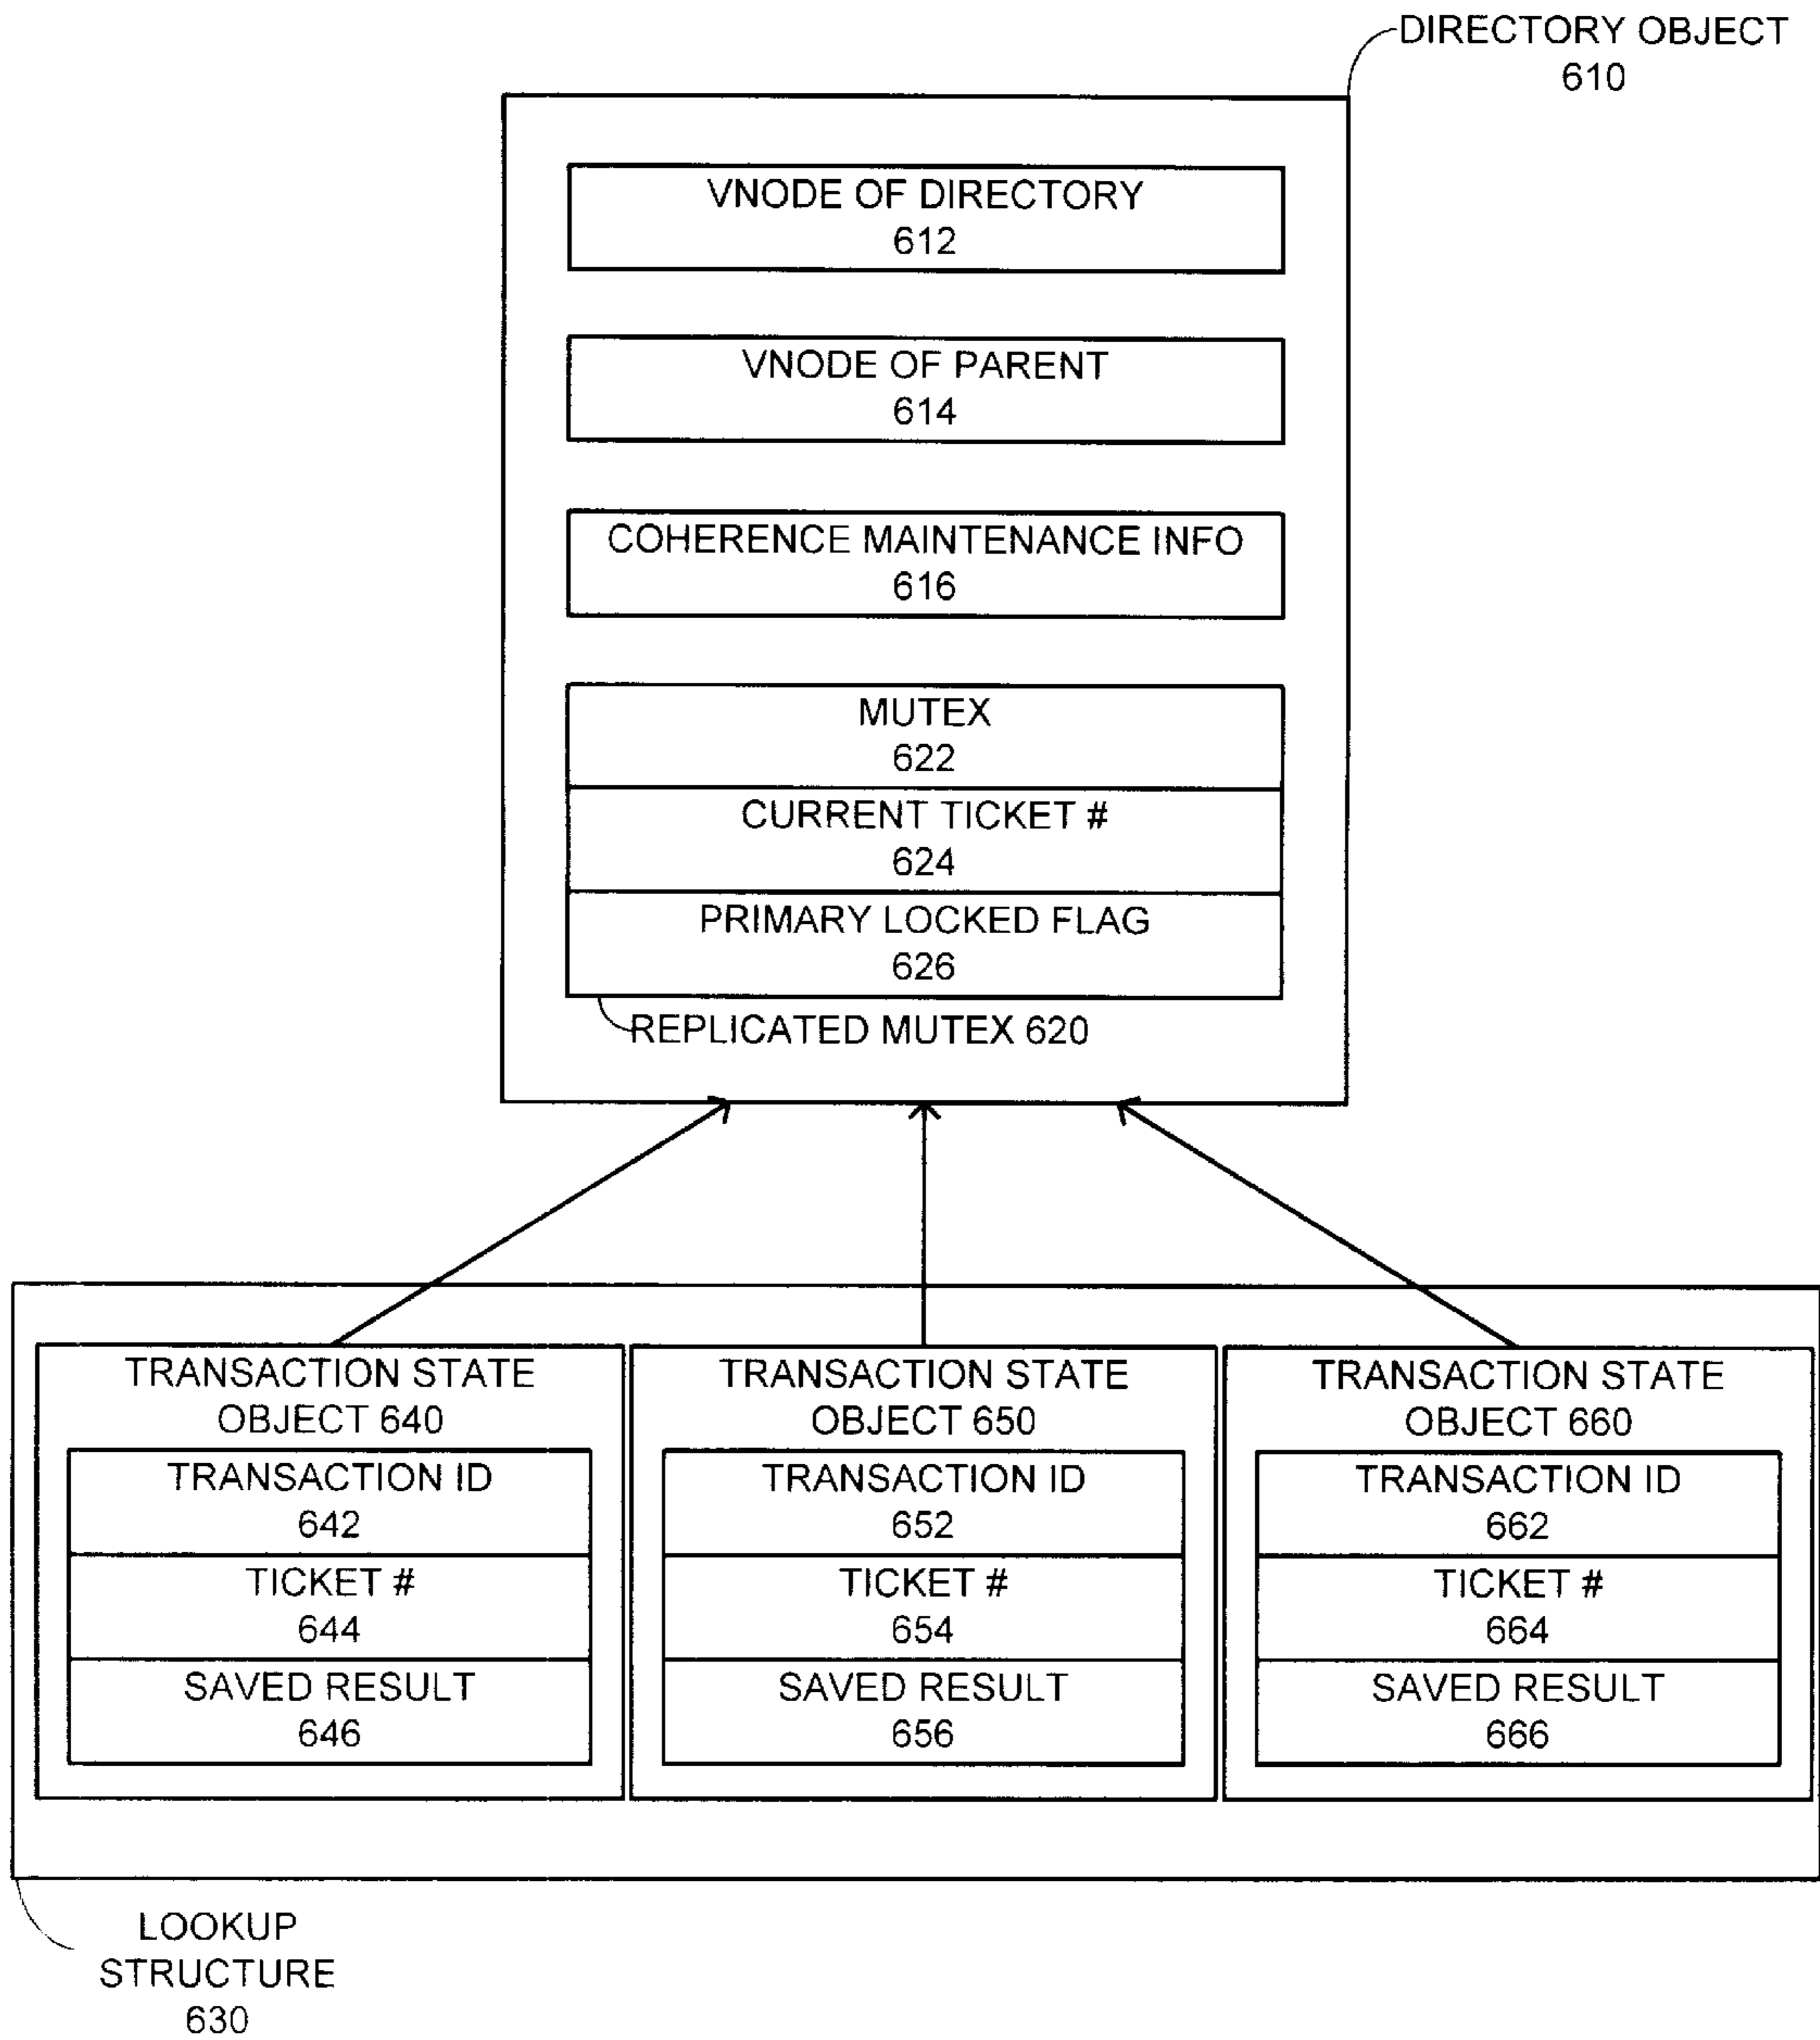 DIRECTORY OBJECT
610
VNODE OF DIRECTORY
612
VNODE OF PARENT
614
COHERENCE MAINTENANCE INFO
616
MUTEX
622
CURRENT TICKET #
624
PRIMARY LOCKED FLAG
626
REPLICATED MUTEX 620
TRANSACTION STATE
OBJECT 640
TRANSACTION ID
642
TICKET #
644
SAVED RESULT
646
TRANSACTION STATE
OBJECT 650
TRANSACTION ID
652
TICKET #
654
SAVED RESULT
656
TRANSACTION STATE
OBJECT 660
TRANSACTION ID
662
TICKET #
664
SAVED RESULT
666
LOOKUP
STRUCTURE
630